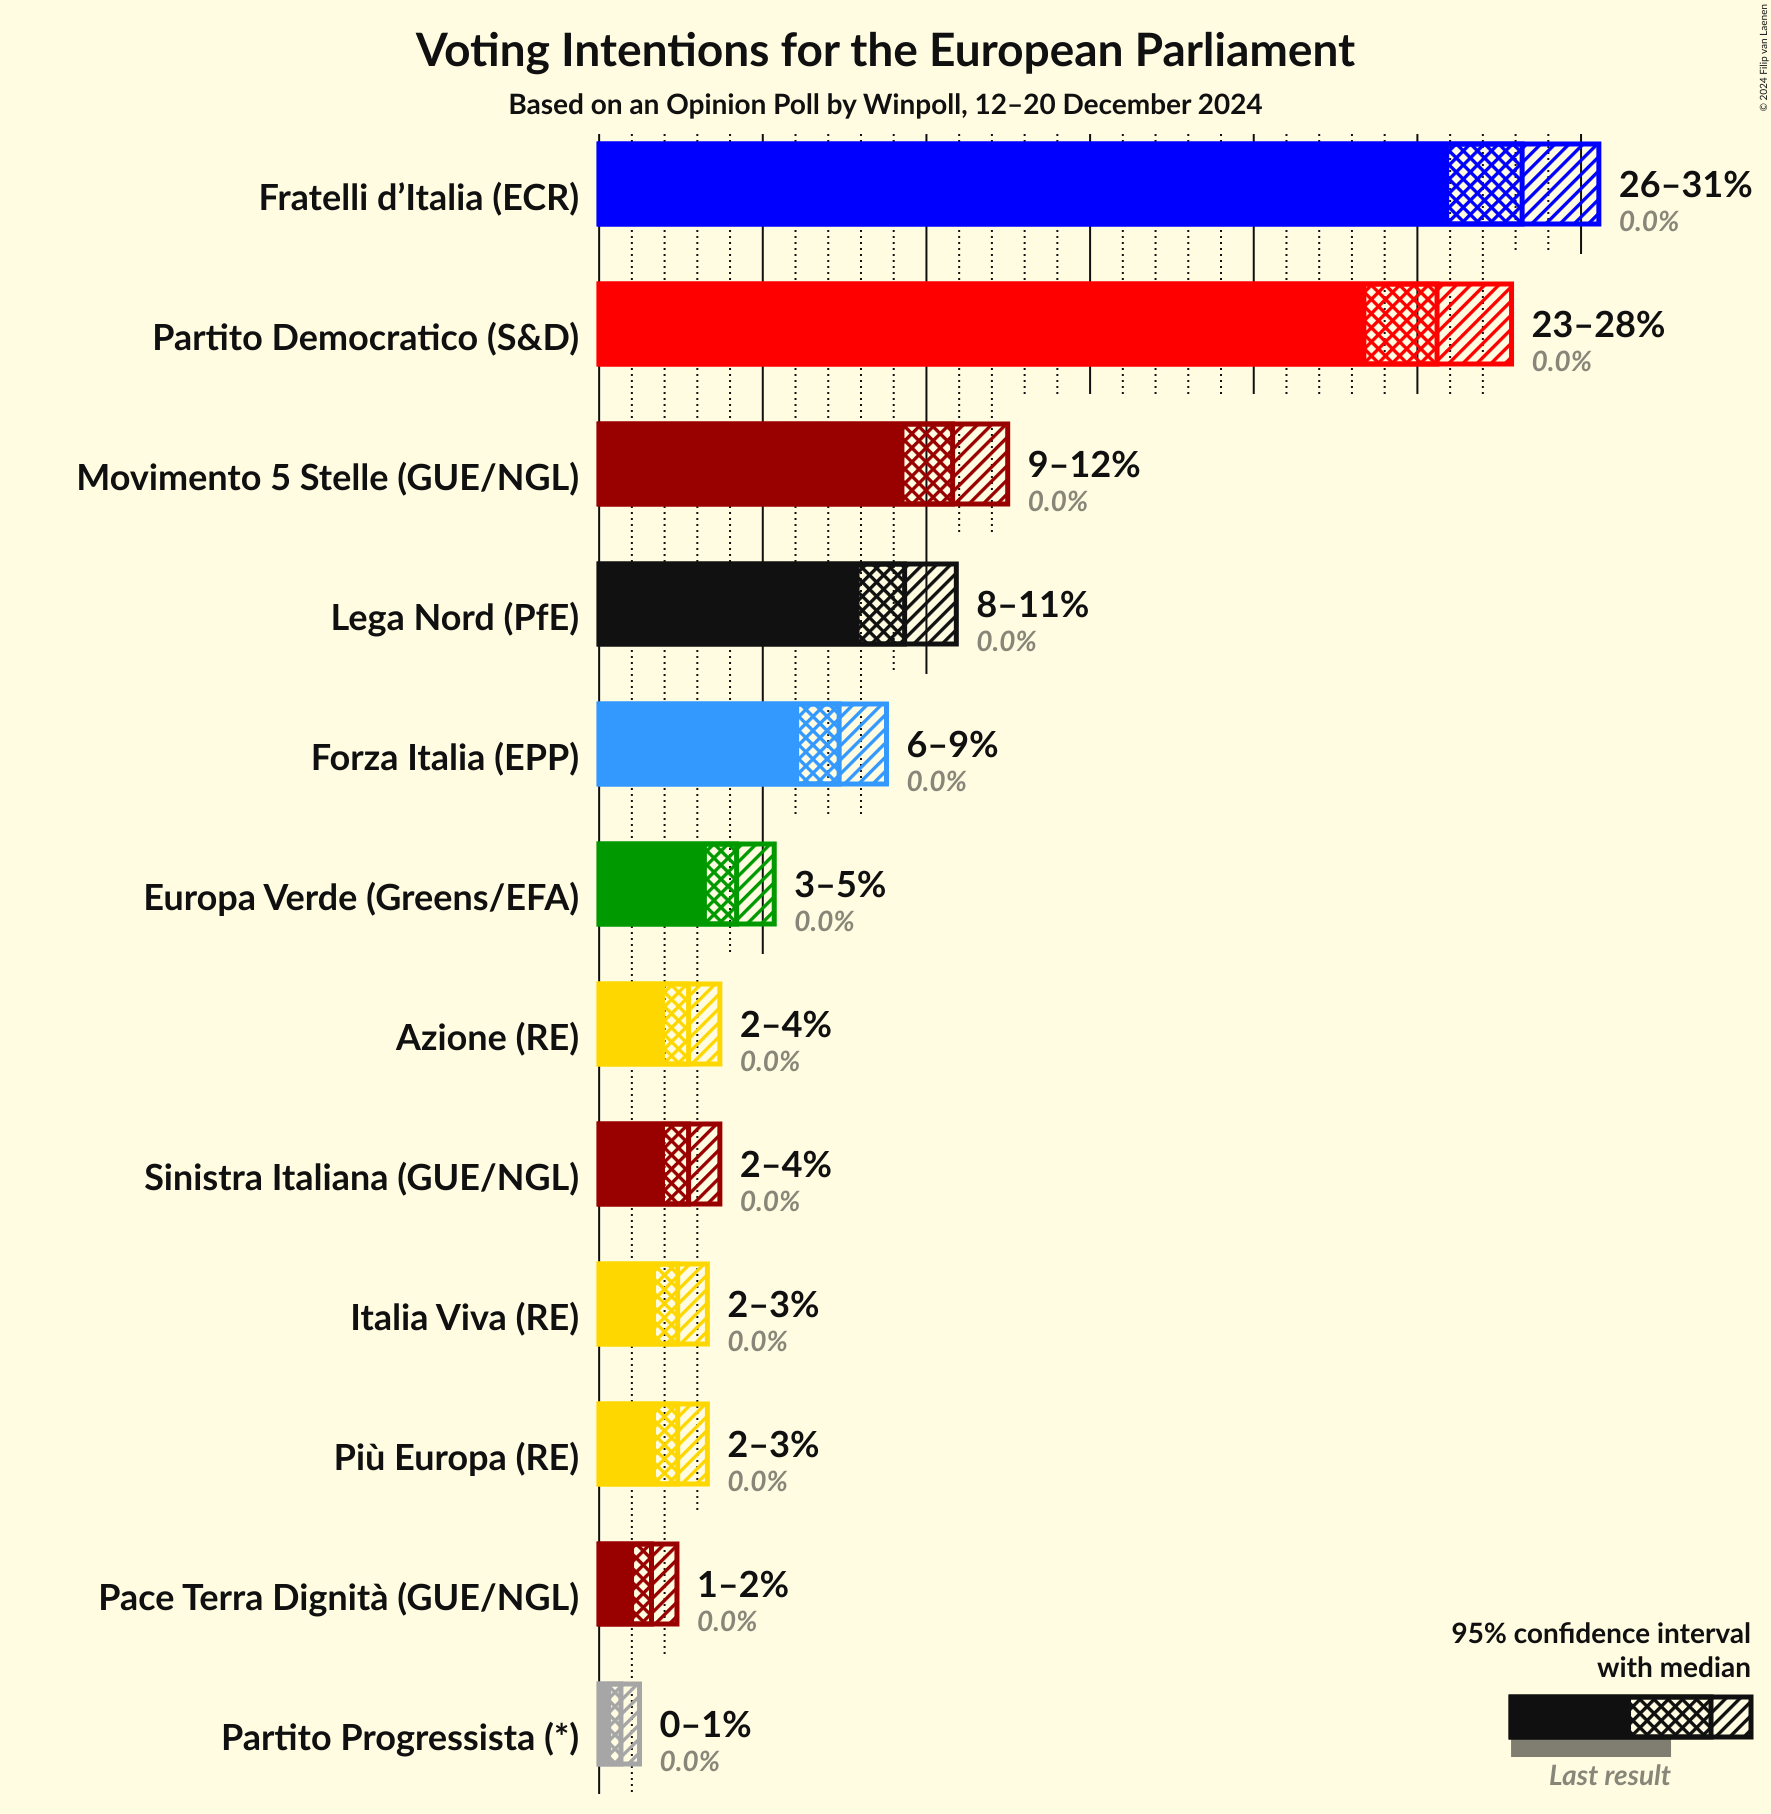 Voting Intentions for the European Parliament
Based on an Opinion Poll by Winpoll, 12–20 December 2024
© 2024 Filip van Laenen
Fratelli d’Italia (ECR)
26–31%
0.0%
Partito Democratico (S&D)
23–28%
0.0%
Movimento 5 Stelle (GUE/NGL)
9–12%
0.0%
Lega Nord (PfE)
8–11%
0.0%
Forza Italia (EPP)
6–9%
0.0%
Europa Verde (Greens/EFA)
3–5%
0.0%
Azione (RE)
2–4%
0.0%
Sinistra Italiana (GUE/NGL)
2–4%
0.0%
Italia Viva (RE)
2–3%
0.0%
Più Europa (RE)
2–3%
0.0%
Pace Terra Dignità (GUE/NGL)
1–2%
0.0%
Partito Progressista (*)
0–1%
0.0%
95% confidence interval
with median
Last result